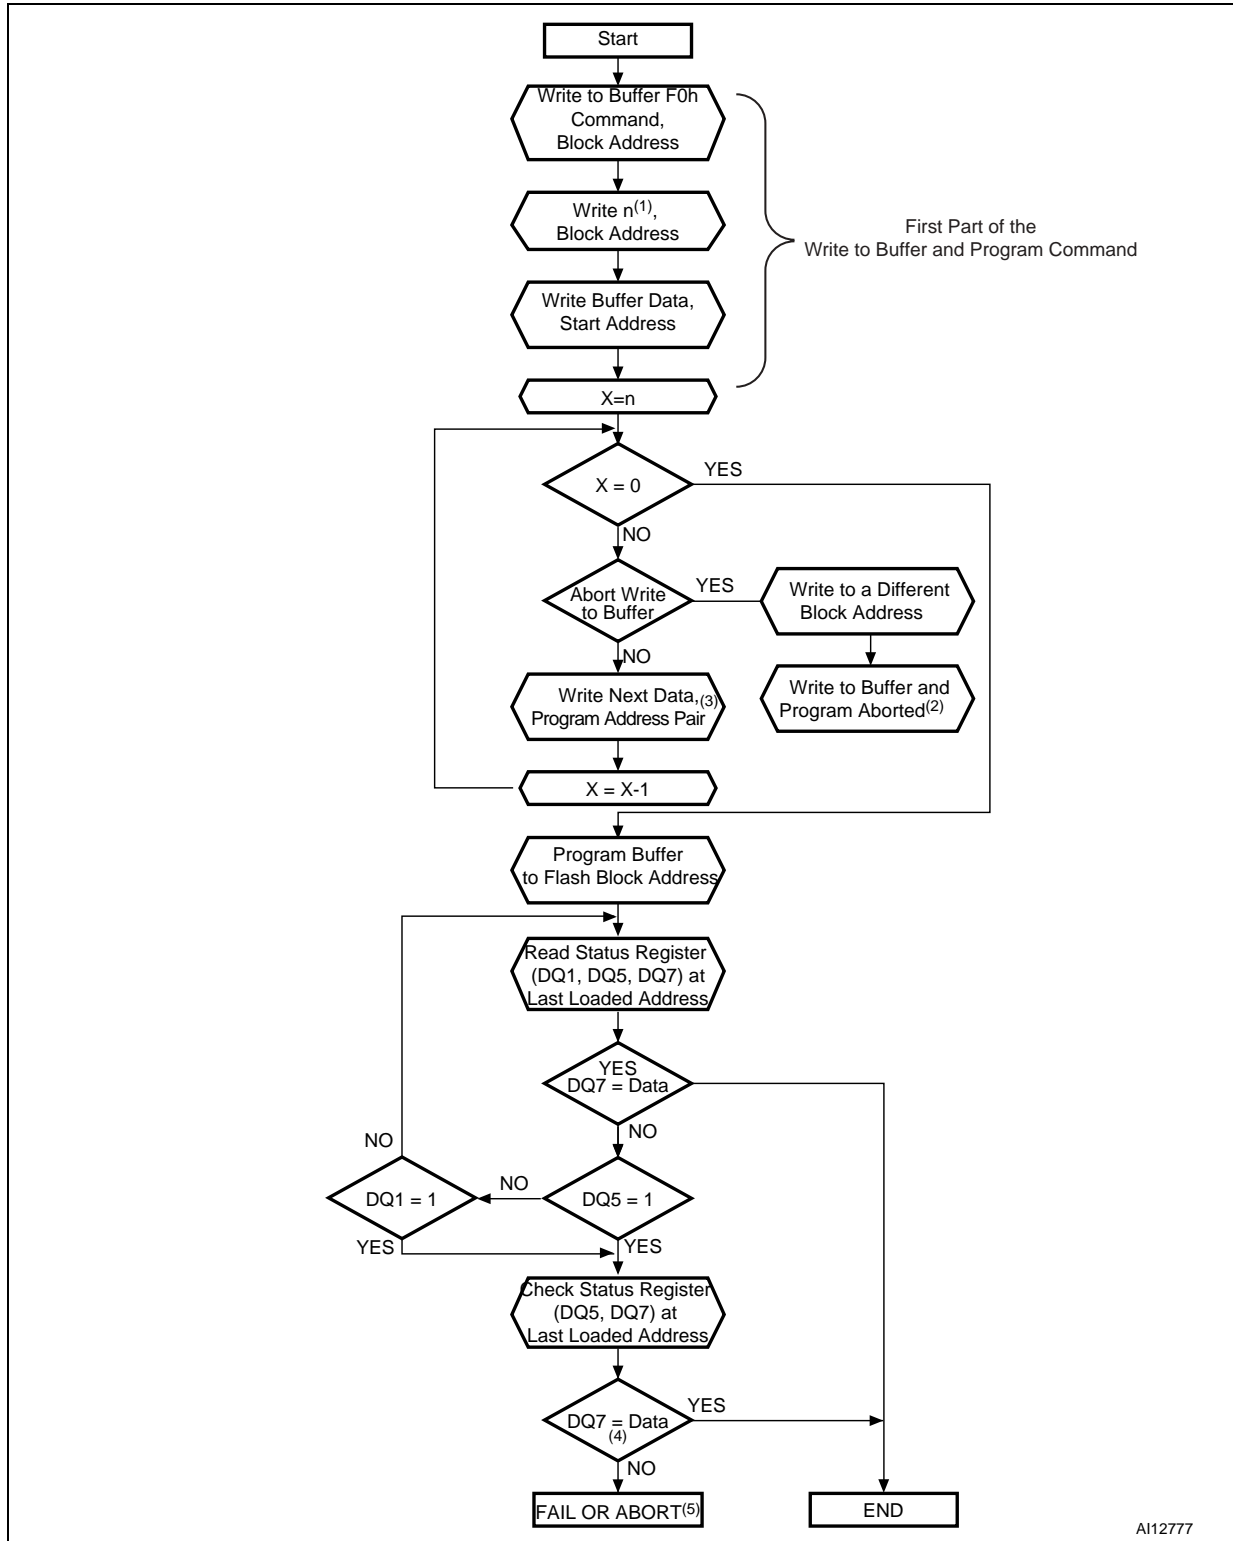 Start
Write to Buffer F0h
Command,
Block Address
Write n(1),
Block Address
First Part of the
Write to Buffer and Program Command
Write Buffer Data,
Start Address
X=n
X = 0
YES
NO
Abort Write
to Buffer
YES
Write to a Different
Block Address
NO
Write Next Data,(3)
Program Address Pair
Write to Buffer and
Program Aborted(2)
X = X-1
Program Buffer
to Flash Block Address
Read Status Register
(DQ1, DQ5, DQ7) at
Last Loaded Address
YES
DQ7 = Data
NO
NO
DQ1 = 1
NO
DQ5 = 1
YES
YES
Check Status Register
(DQ5, DQ7) at
Last Loaded Address
DQ7 = Data
(4)
YES
NO
FAIL OR ABORT(5)
END
AI12777